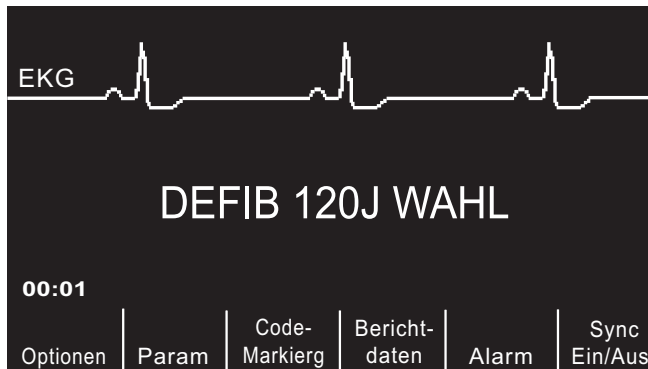 EKG
DEFIB 120J WAHL
00:01
Optionen
Param
Code-
Markierg
Bericht-
daten
Alarm
Sync
Ein/Aus